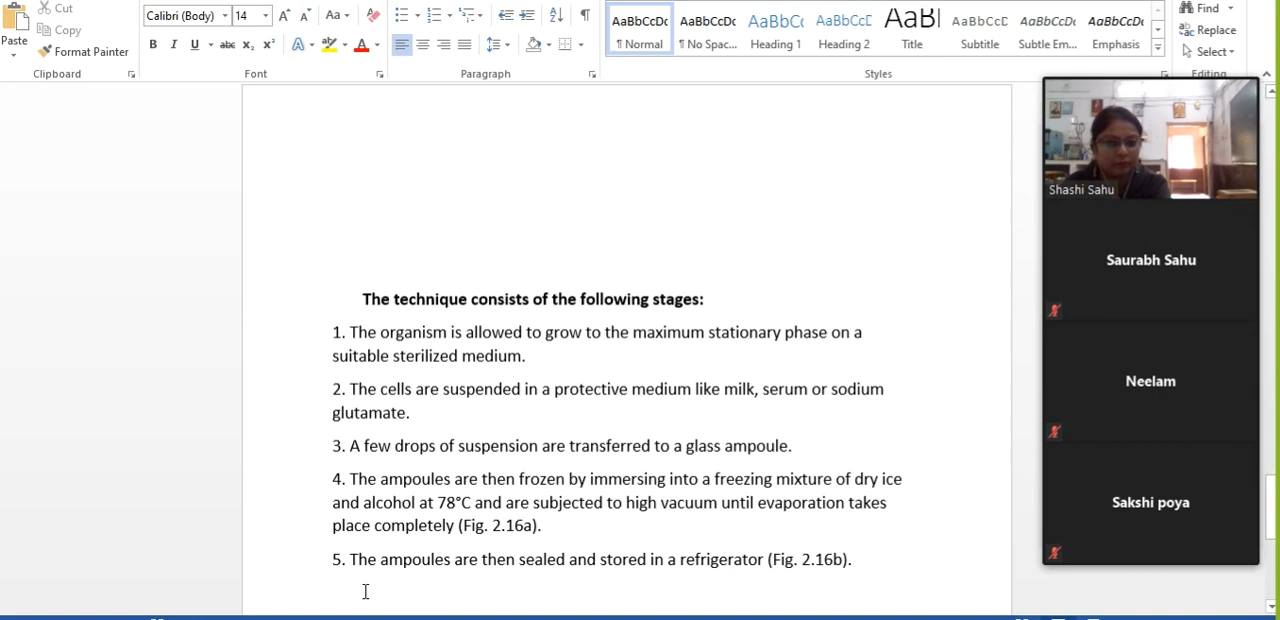 Cut
Find
Calibri (Body) 14 Aa
AaBbCcDc AaBbCcDc AaBbCc AaBbCcC AaBl AaBbCcC AaBbCcDt AaBbCcDt
Copy
Replace
Paste
Format Painter
B I U abc X₂ X² A ab A
¶ Normal ¶ No Spac... Heading 1 Heading 2 Title Subtitle Subtle Em... Emphasis
Select
Clipboard Font Paragraph Styles Editing
Shashi Sahu
Saurabh Sahu
Neelam
Sakshi poya
The technique consists of the following stages:
1. The organism is allowed to grow to the maximum stationary phase on a
suitable sterilized medium.
2. The cells are suspended in a protective medium like milk, serum or sodium
glutamate.
3. A few drops of suspension are transferred to a glass ampoule.
4. The ampoules are then frozen by immersing into a freezing mixture of dry ice
and alcohol at 78°C and are subjected to high vacuum until evaporation takes
place completely (Fig. 2.16a).
5. The ampoules are then sealed and stored in a refrigerator (Fig. 2.16b).